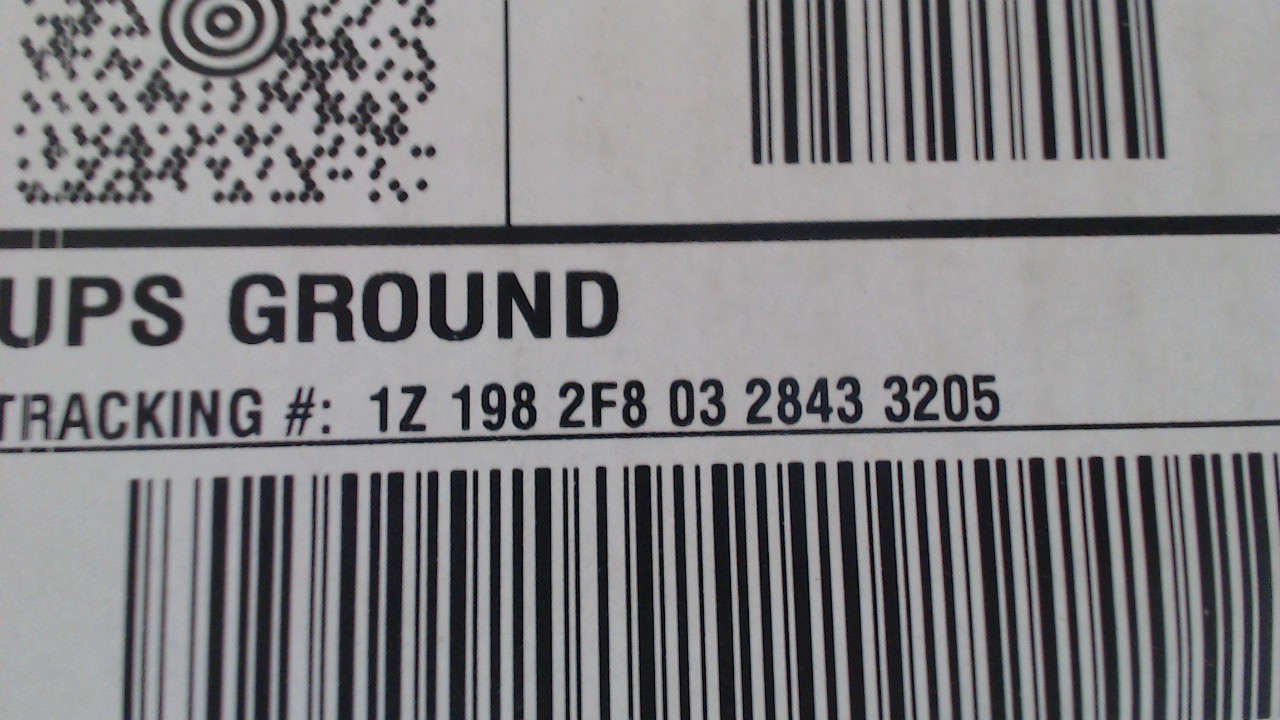 UPS GROUND
TRACKING #: 1Z 198 2F8 03 2843 3205